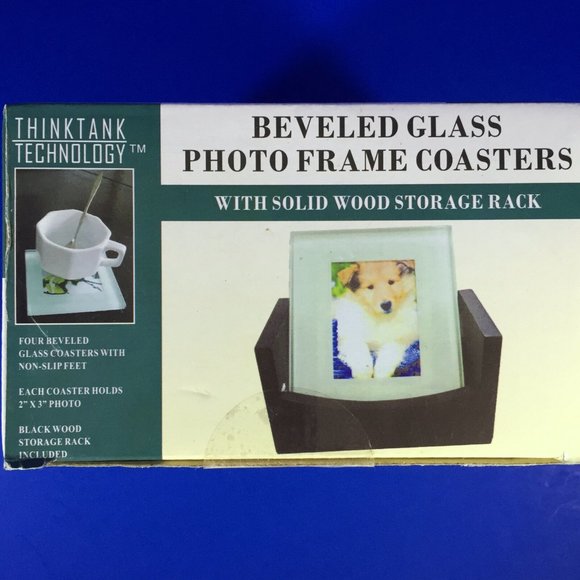 THINKTANK
TECHNOLOGY™
BEVELED GLASS
PHOTO FRAME COASTERS
WITH SOLID WOOD STORAGE RACK
FOUR BEVELED
GLASS COASTERS WITH
NON-SLIP FEET
EACH COASTER HOLDS
2" X 3" PHOTO
BLACK WOOD
STORAGE RACK
INCLUDED